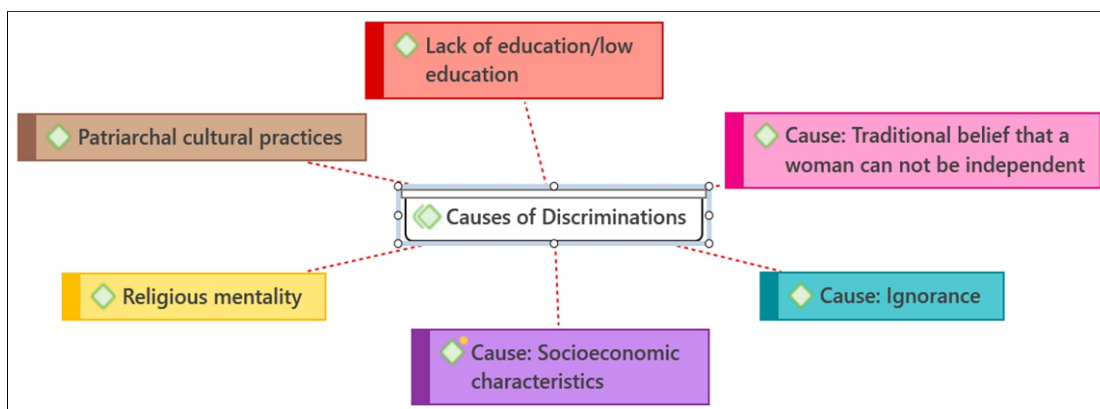 Lack of education/low
education
Patriarchal cultural practices
Cause: Traditional belief that a
woman can not be independent
Causes of Discriminations
Religious mentality
Cause: Ignorance
Cause: Socioeconomic
characteristics